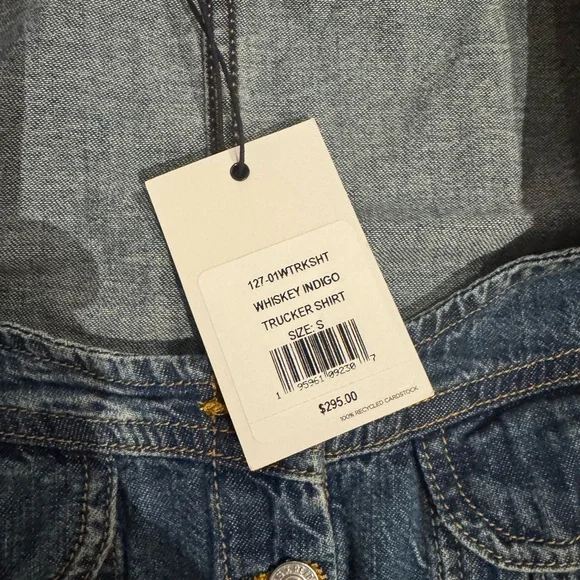 127-01WTRKSHT
WHISKEY INDIGO
TRUCKER SHIRT
SIZE: S
1 95961 09230 7
$295.00
100% RECYCLED CARDSTOCK